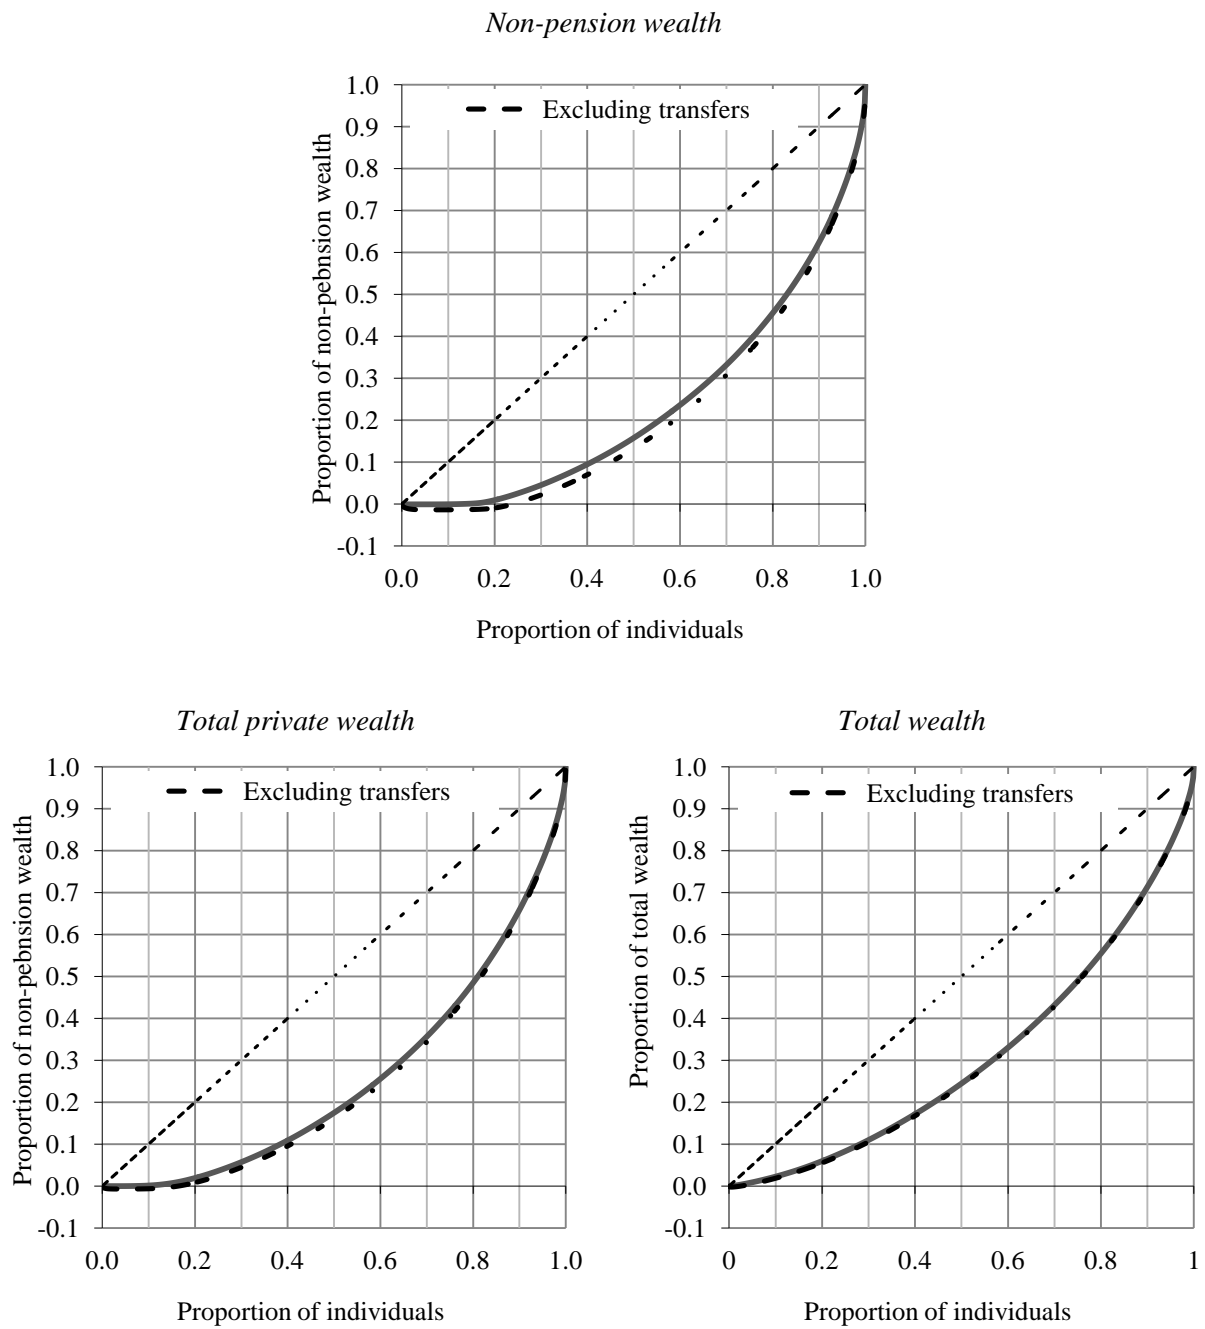 Non-pension wealth
Proportion of non-pebnsion wealth
1.0
0.9
0.8
0.7
0.6
0.5
0.4
0.3
0.2
0.1
0.0
-0.1
Excluding transfers
0.0 0.2 0.4 0.6 0.8 1.0
Proportion of individuals
Total private wealth
Proportion of non-pebnsion wealth
1.0
0.9
0.8
0.7
0.6
0.5
0.4
0.3
0.2
0.1
0.0
-0.1
Excluding transfers
0.0 0.2 0.4 0.6 0.8 1.0
Proportion of individuals
Total wealth
Proportion of total wealth
1.0
0.9
0.8
0.7
0.6
0.5
0.4
0.3
0.2
0.1
0.0
-0.1
Excluding transfers
0 0.2 0.4 0.6 0.8 1
Proportion of individuals